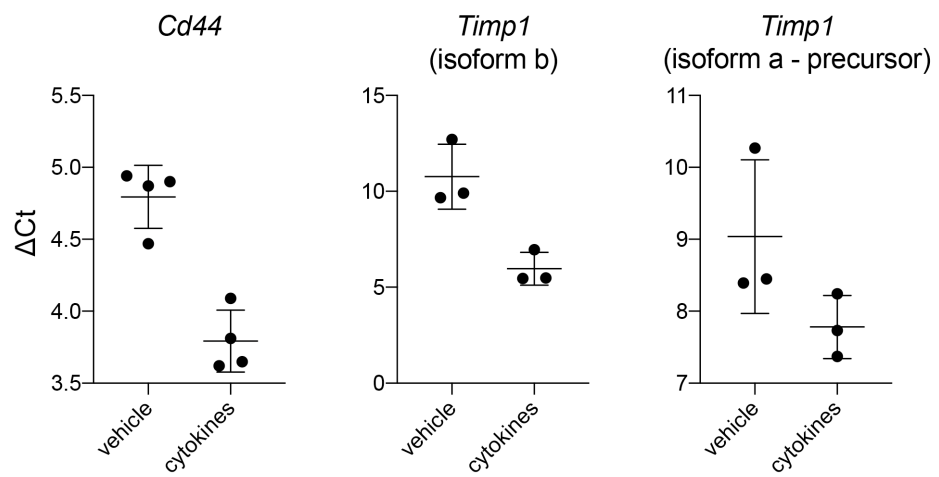 Cd44
Timp1
(isoform b)
Timp1
(isoform a - precursor)
ΔCt
5.5
5.0
4.5
4.0
3.5
vehicle
cytokines
15
10
5
0
vehicle
cytokines
11
10
9
8
7
vehicle
cytokines